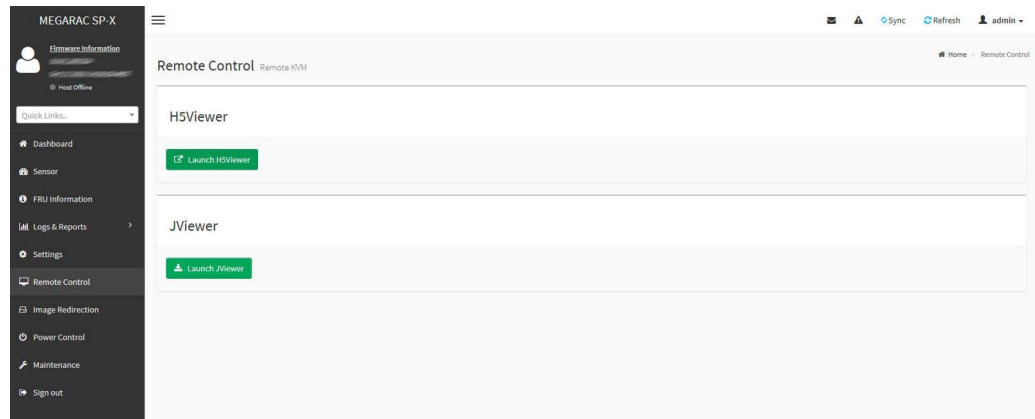 MEGARAC SP-X
Sync
Refresh
admin
Firmware Information
Host Offline
Quick Links...
Dashboard
Sensor
FRU Information
Logs & Reports
Settings
Remote Control
Image Redirection
Power Control
Maintenance
Sign out
Remote Control Remote KVM
Home - Remote Control
H5Viewer
Launch H5Viewer
JViewer
Launch JViewer